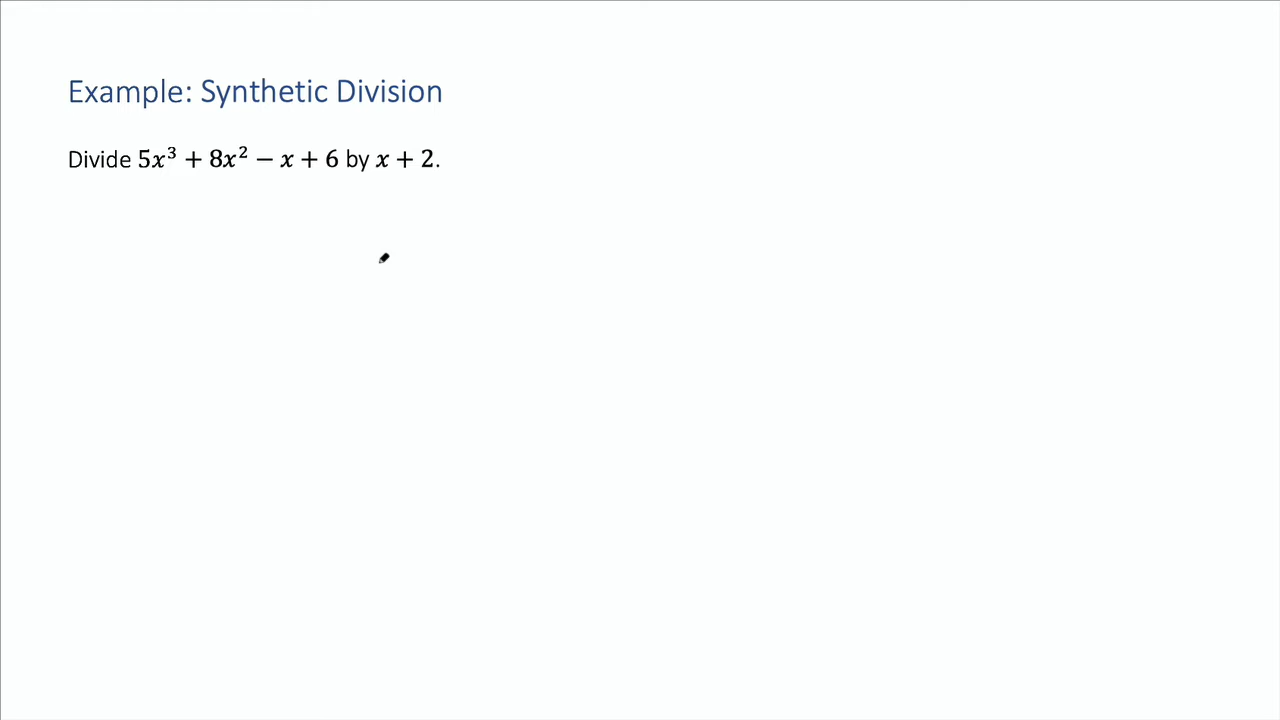 Example: Synthetic Division
Divide 5x³ + 8x² − x + 6 by x + 2.